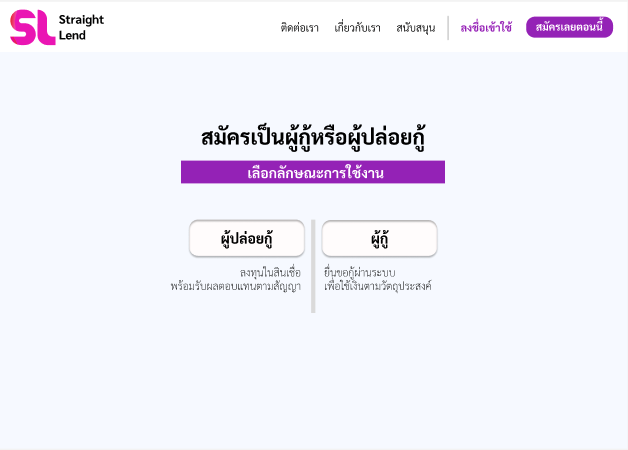 SL Straight
Lend
ติดต่อเรา เกี่ยวกับเรา สนับสนุน ลงชื่อเข้าใช้ สมัครเลยตอนนี้
สมัครเป็นผู้กู้หรือผู้ปล่อยกู้
เลือกลักษณะการใช้งาน
ผู้ปล่อยกู้
ลงทุนในสินเชื่อ
พร้อมรับผลตอบแทนตามสัญญา
ผู้กู้
ยื่นขอกู้ผ่านระบบ
เพื่อใช้เงินตามวัตถุประสงค์